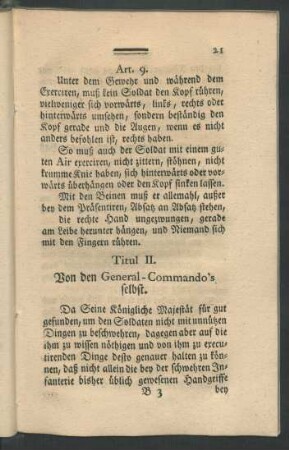 21
Art. 9.
Unter dem Gewehr und während dem
Exerciren, muß kein Soldat den Kopf rühren,
vielweniger sich vorwärts, links, rechts oder
hinterwärts umsehen, sondern beständig den
Kopf gerade und die Augen, wenn es nicht
anders befohlen ist, rechts haben.
So muß auch der Soldat mit einem gu-
ten Air exerciren, nicht zittern, stöhnen, nicht
krumme Knie haben, sich hinterwärts oder vor-
wärts überhängen oder den Kopf sinken lassen.
Mit den Beinen muß er allemahl, außer
bey dem Präsentiren, Absatz an Absatz stehen,
die rechte Hand ungezwungen, gerade
am Leibe herunter hängen, und Niemand sich
mit den Fingern rühren.
Titul II.
Von den General-Commando's
selbst.
Da Seine Königliche Majestät für gut
gefunden, um den Soldaten nicht mit unnützen
Dingen zu beschwehren, dagegen aber auf die
ihm zu wissen nöthigen und von ihm zu execu-
tirenden Dinge desto genauer halten zu kön-
nen, daß nicht allein die bey der schwehren In-
fanterie bisher üblich gewesenen Handgriffe
B 3 bey